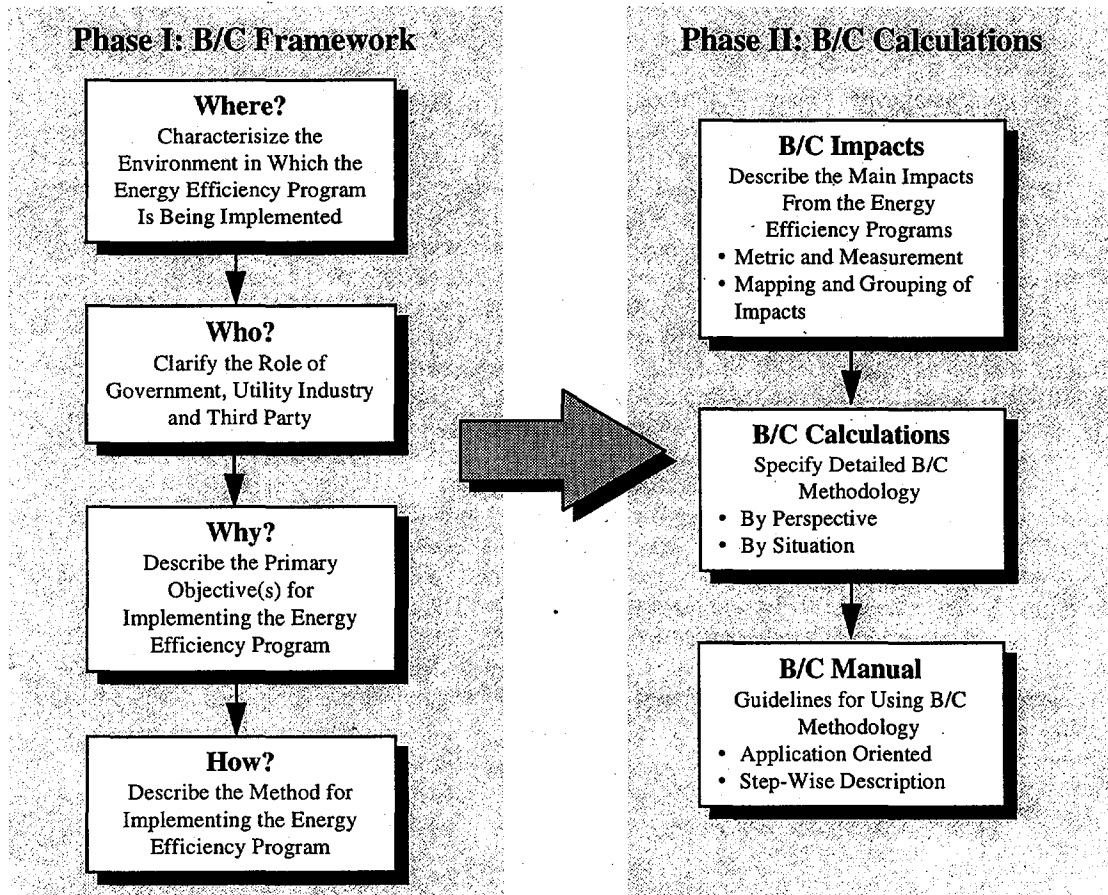 Phase I: B/C Framework
Where?
Characterisize the
Environment in Which the
Energy Efficiency Program
Is Being Implemented
Who?
Clarify the Role of
Government, Utility Industry
and Third Party
Why?
Describe the Primary
Objective(s) for
Implementing the Energy
Efficiency Program
How?
Describe the Method for
Implementing the Energy
Efficiency Program
Phase II: B/C Calculations
B/C Impacts
Describe the Main Impacts
From the Energy
Efficiency Programs
• Metric and Measurement
• Mapping and Grouping of
Impacts
B/C Calculations
Specify Detailed B/C
Methodology
• By Perspective
• By Situation
B/C Manual
Guidelines for Using B/C
Methodology
• Application Oriented
• Step-Wise Description